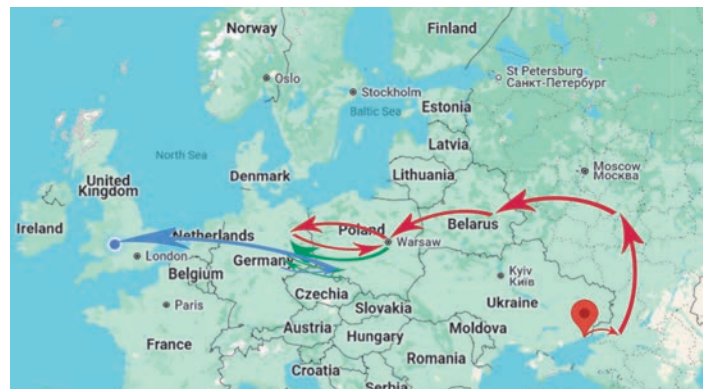 Norway
Finland
Oslo
St Petersburg
Санкт-Петербург
Stockholm
Baltic Sea
Estonia
Latvia
North Sea
Moscow
Москва
Denmark
Lithuania
United
Kingdom
Ireland
Netherlands
Poland
Belarus
Warsaw
London
Germany
Belgium
Kyiv
Київ
Czechia
Ukraine
Paris
Slovakia
Austria
Moldova
Hungary
France
Romania
Croatia
Serbia